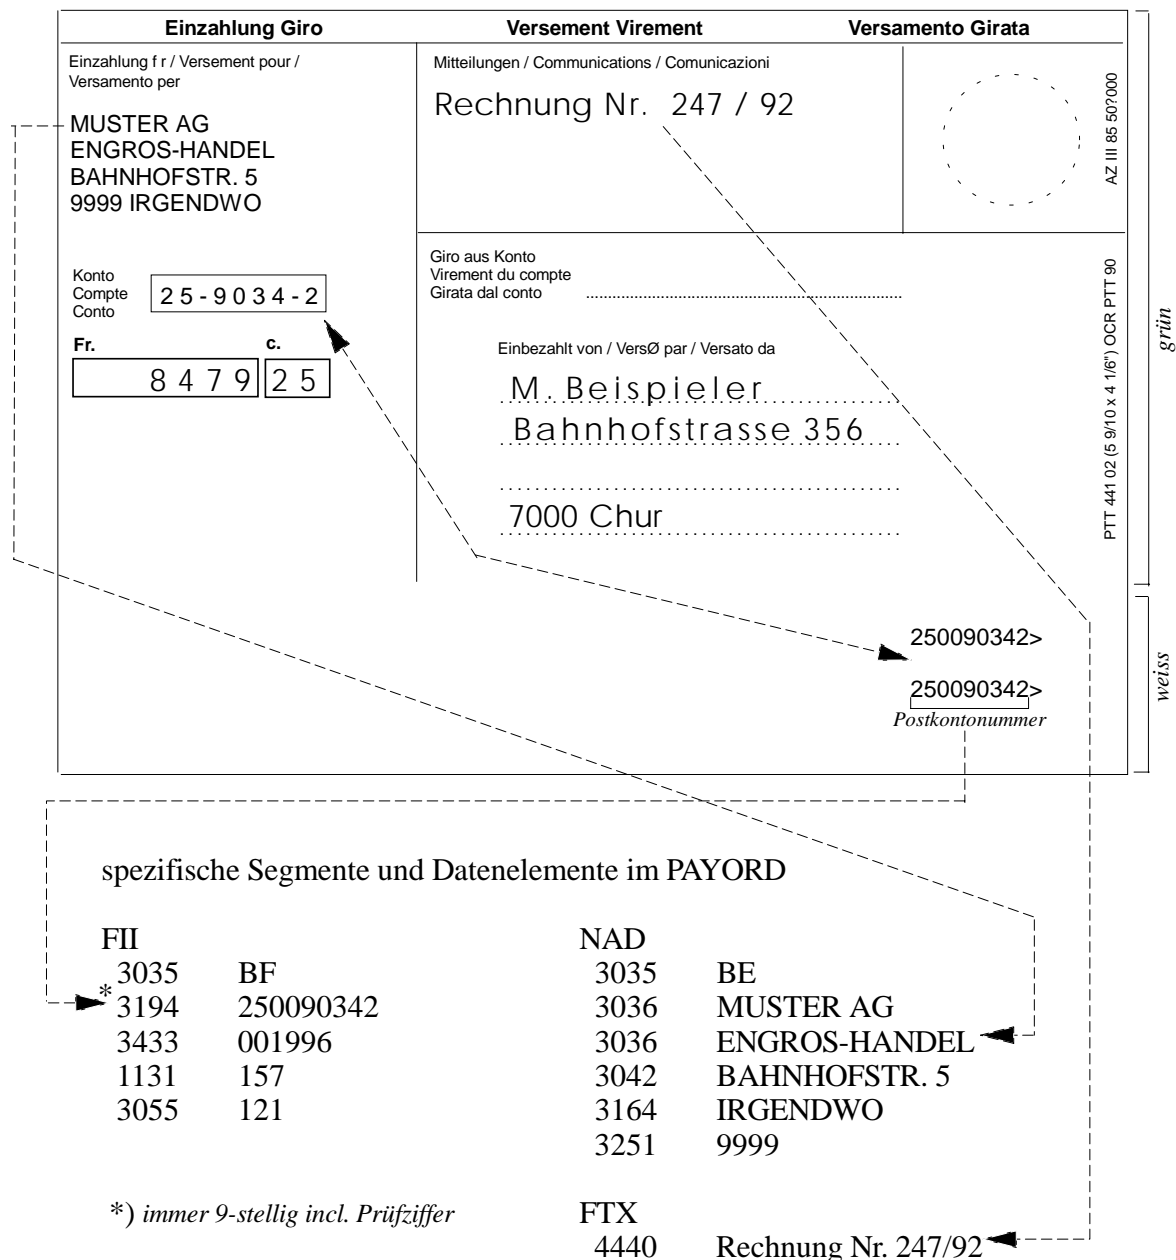 Einzahlung Giro Versement Virement Versamento Girata
Einzahlung f r / Versement pour /
Versamento per
MUSTER AG
ENGROS-HANDEL
BAHNHOFSTR. 5
9999 IRGENDWO
Konto
Compte
Conto
25-9034-2
Fr. c.
8479 25
Mitteilungen / Communications / Comunicazioni
Rechnung Nr. 247 / 92
AZ III 85 50?000
Giro aus Konto
Virement du compte
Girata dal conto
Einbezahlt von / VersØ par / Versato da
M. Beispieler
Bahnhofstrasse 356
7000 Chur
PTT 441 02 (5 9/10 x 4 1/6") OCR PTT 90
grün
250090342>
250090342>
Postkontonummer
weiss
spezifische Segmente und Datenelemente im PAYORD
FII
3035 BF
*3194 250090342
3433 001996
1131 157
3055 121
*) immer 9-stellig incl. Prüfziffer
NAD
3035 BE
3036 MUSTER AG
3036 ENGROS-HANDEL
3042 BAHNHOFSTR. 5
3164 IRGENDWO
3251 9999
FTX
4440 Rechnung Nr. 247/92